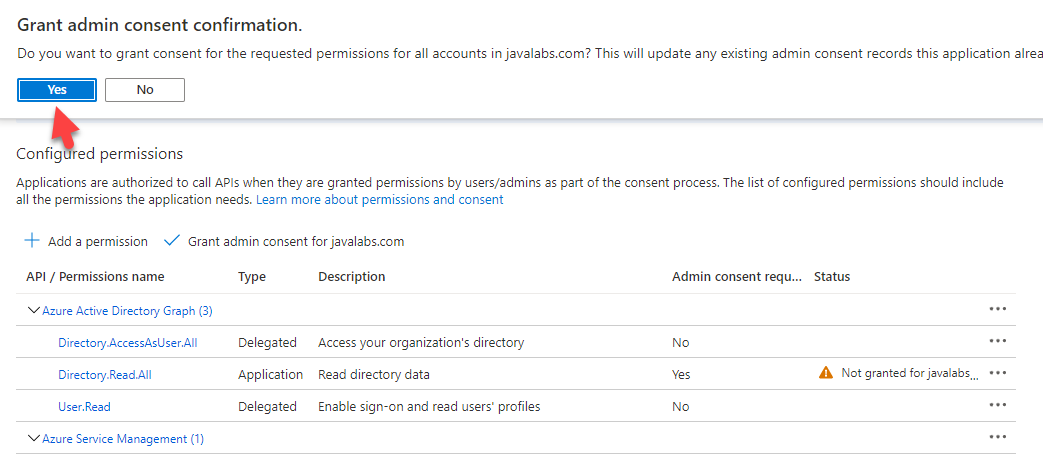 Grant admin consent confirmation.
Do you want to grant consent for the requested permissions for all accounts in javalabs.com? This will update any existing admin consent records this application alrea
Yes No
Configured permissions
Applications are authorized to call APIs when they are granted permissions by users/admins as part of the consent process. The list of configured permissions should include
all the permissions the application needs. Learn more about permissions and consent
Add a permission Grant admin consent for javalabs.com
API / Permissions name Type Description Admin consent requ... Status
Azure Active Directory Graph (3)
Directory.AccessAsUser.All Delegated Access your organization's directory No
Directory.Read.All Application Read directory data Yes Not granted for javalabs...
User.Read Delegated Enable sign-on and read users' profiles No
Azure Service Management (1)